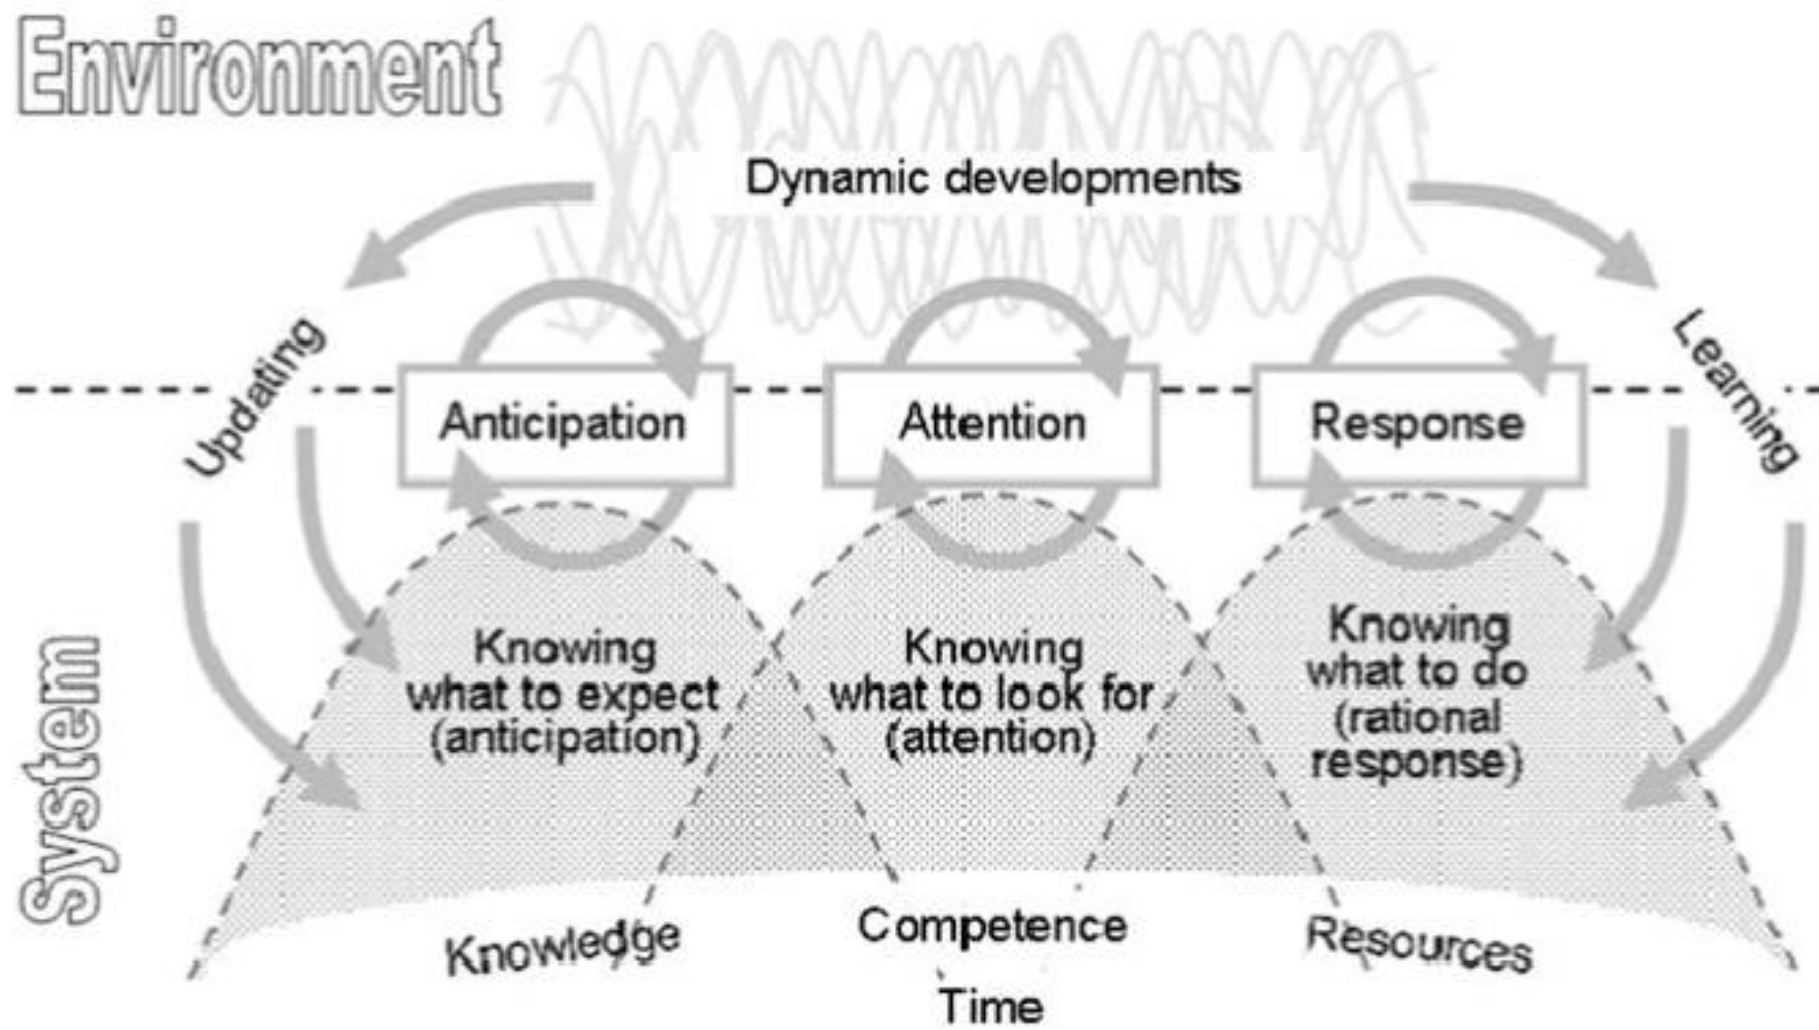 Environment
Dynamic developments
Updating
Learning
Anticipation
Attention
Response
System
Knowing
what to expect
(anticipation)
Knowing
what to look for
(attention)
Knowing
what to do
(rational
response)
Knowledge
Competence
Resources
Time